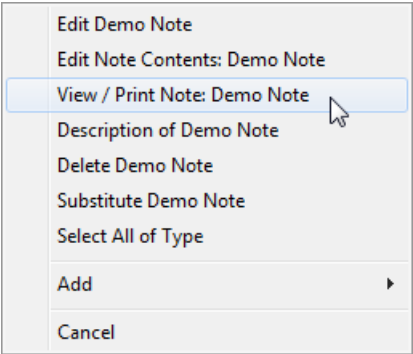 Edit Demo Note
Edit Note Contents: Demo Note
View / Print Note: Demo Note
Description of Demo Note
Delete Demo Note
Substitute Demo Note
Select All of Type
Add
Cancel